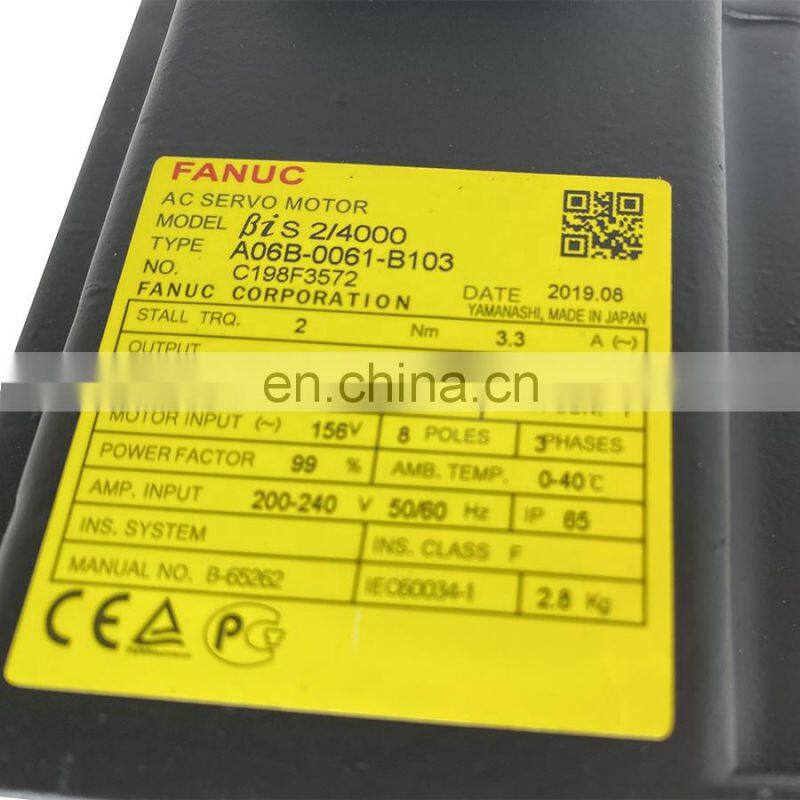 FANUC
AC SERVO MOTOR
MODEL βiS 2/4000
TYPE A06B-0061-B103
NO. C198F3572
FANUC CORPORATION
DATE 2019.08
YAMANASHI, MADE IN JAPAN
STALL TRQ. 2 Nm 3.3 A (~)
OUTPUT
en.china.cn
MOTOR INPUT (~) 156V 8 POLES 3PHASES
POWER FACTOR 99 % AMB. TEMP. 0-40℃
AMP. INPUT 200-240 V 50/60 Hz IP 65
INS. SYSTEM INS. CLASS F
MANUAL NO. B-65262 IEC60034-1 2.8 Kg
CE